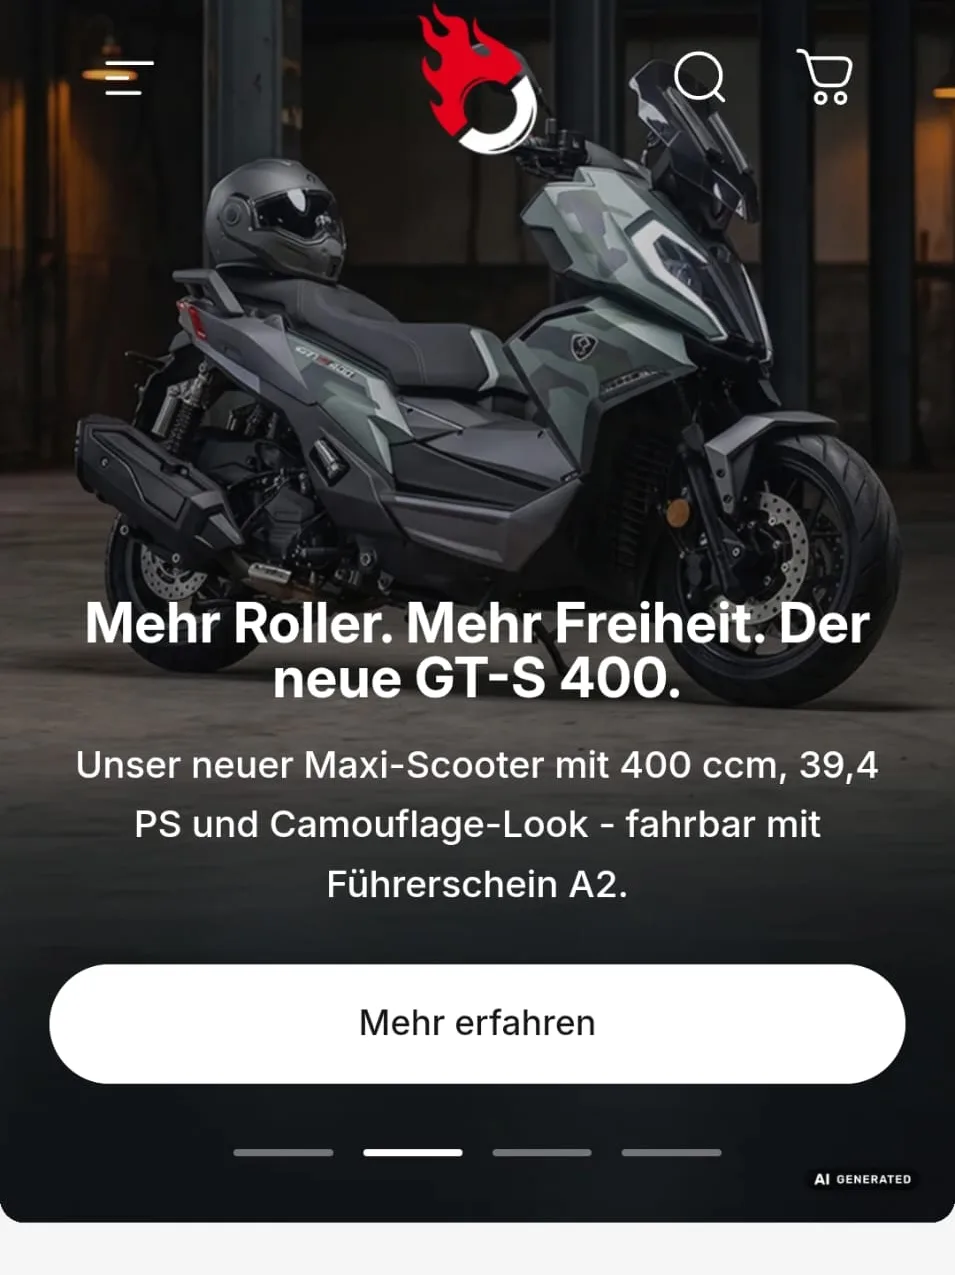 Mehr Roller. Mehr Freiheit. Der
neue GT-S 400.
Unser neuer Maxi-Scooter mit 400 ccm, 39,4
PS und Camouflage-Look - fahrbar mit
Führerschein A2.
Mehr erfahren
AI GENERATED